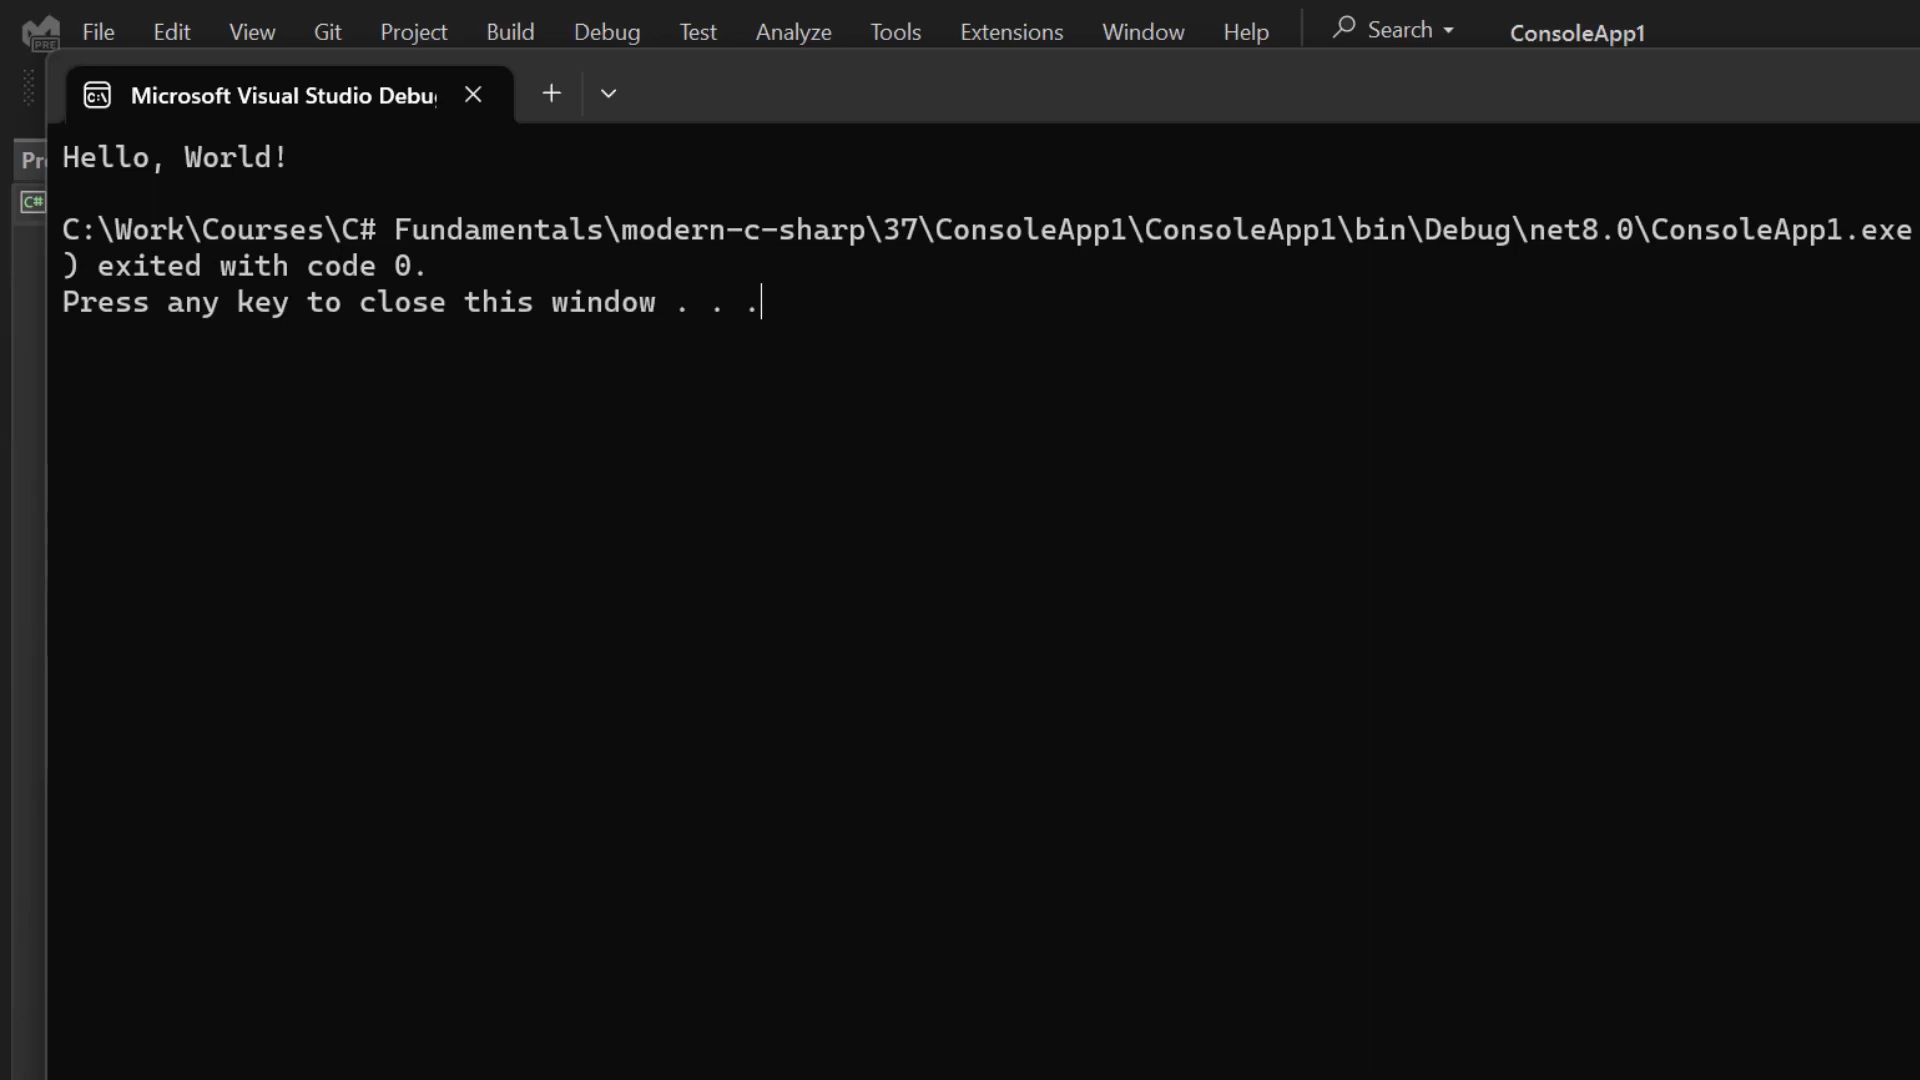 File Edit View Git Project Build Debug Test Analyze Tools Extensions Window Help Search ConsoleApp1
PRE
Microsoft Visual Studio Debu
Pr
C#
Hello, World!
C:\Work\Courses\C# Fundamentals\modern-c-sharp\37\ConsoleApp1\ConsoleApp1\bin\Debug\net8.0\ConsoleApp1.exe
) exited with code 0.
Press any key to close this window . . .